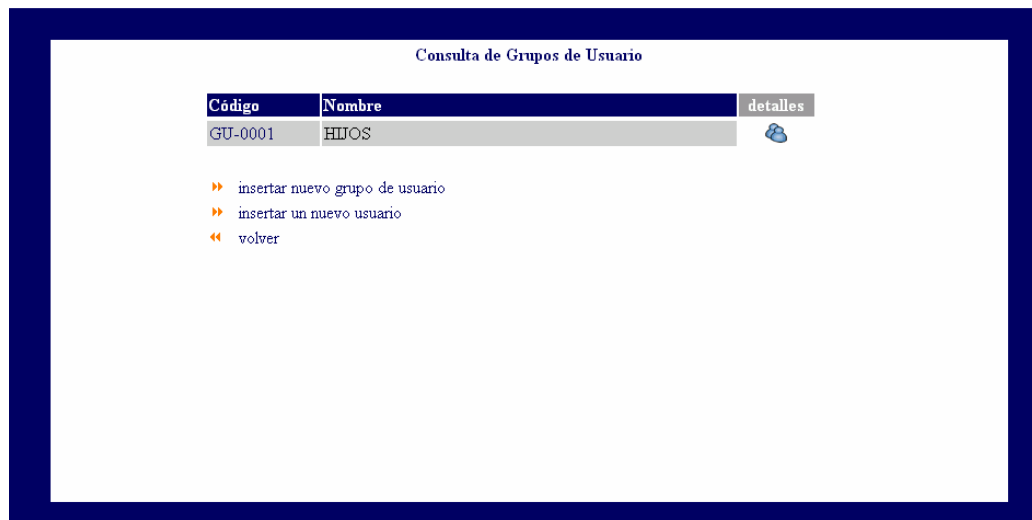 Consulta de Grupos de Usuario
Código Nombre detalles
GU-0001 HIJOS
insertar nuevo grupo de usuario
insertar un nuevo usuario
volver